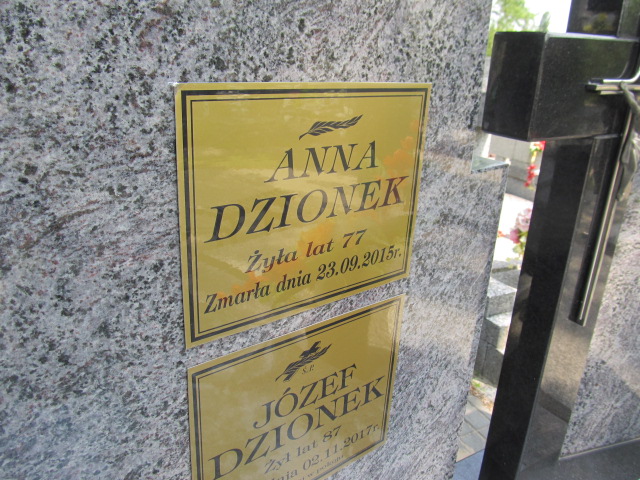 ANNA
DZIONEK
Żyła lat 77
Zmarła dnia 23.09.2015r.
Ś.P.
JÓZEF
DZIONEK
Żył lat 87
dnia 02.11.2017r.